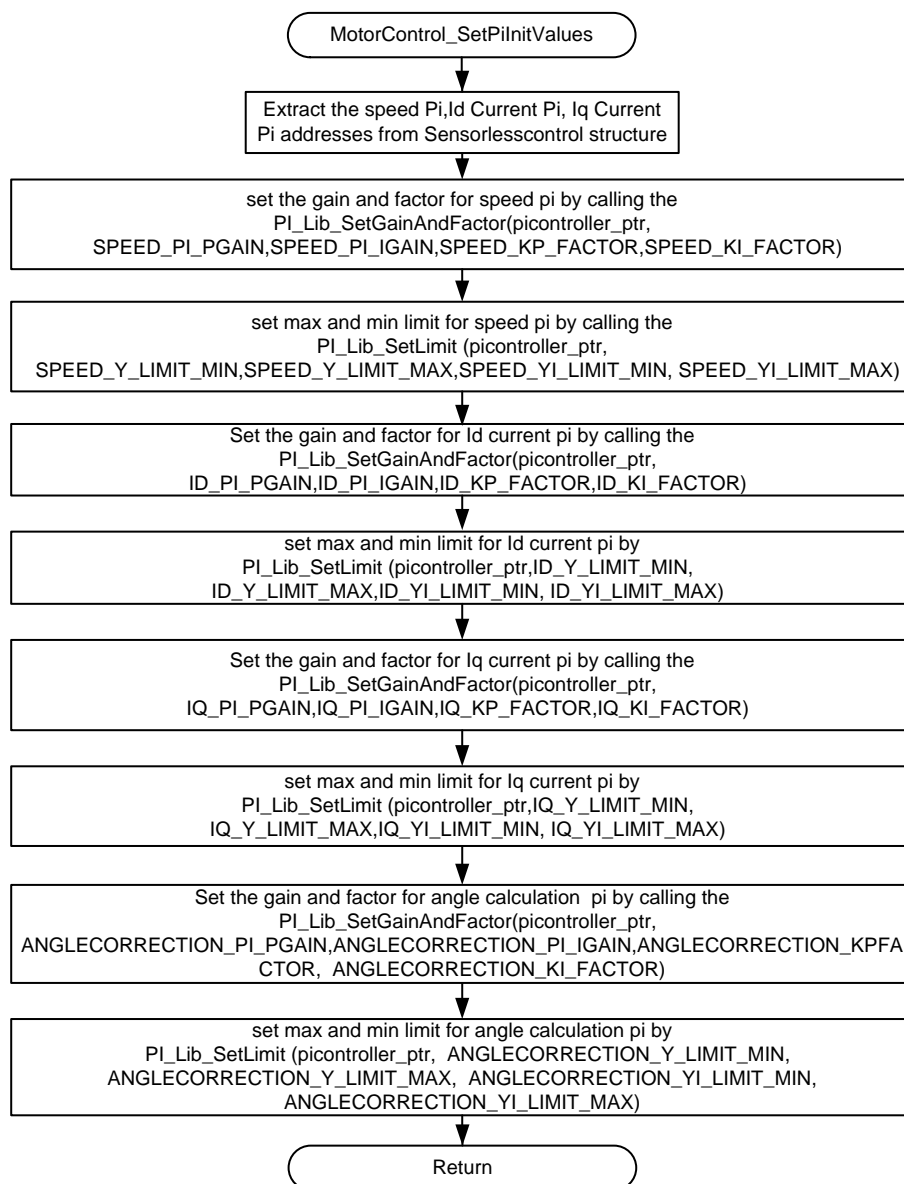 MotorControl_SetPiInitValues
Extract the speed Pi,Id Current Pi, Iq Current
Pi addresses from Sensorlesscontrol structure
set the gain and factor for speed pi by calling the
PI_Lib_SetGainAndFactor(picontroller_ptr,
SPEED_PI_PGAIN,SPEED_PI_IGAIN,SPEED_KP_FACTOR,SPEED_KI_FACTOR)
set max and min limit for speed pi by calling the
PI_Lib_SetLimit (picontroller_ptr,
SPEED_Y_LIMIT_MIN,SPEED_Y_LIMIT_MAX,SPEED_YI_LIMIT_MIN, SPEED_YI_LIMIT_MAX)
Set the gain and factor for Id current pi by calling the
PI_Lib_SetGainAndFactor(picontroller_ptr,
ID_PI_PGAIN,ID_PI_IGAIN,ID_KP_FACTOR,ID_KI_FACTOR)
set max and min limit for Id current pi by
PI_Lib_SetLimit (picontroller_ptr,ID_Y_LIMIT_MIN,
ID_Y_LIMIT_MAX,ID_YI_LIMIT_MIN, ID_YI_LIMIT_MAX)
Set the gain and factor for Iq current pi by calling the
PI_Lib_SetGainAndFactor(picontroller_ptr,
IQ_PI_PGAIN,IQ_PI_IGAIN,IQ_KP_FACTOR,IQ_KI_FACTOR)
set max and min limit for Iq current pi by
PI_Lib_SetLimit (picontroller_ptr,IQ_Y_LIMIT_MIN,
IQ_Y_LIMIT_MAX,IQ_YI_LIMIT_MIN, IQ_YI_LIMIT_MAX)
Set the gain and factor for angle calculation  pi by calling the
PI_Lib_SetGainAndFactor(picontroller_ptr,
ANGLECORRECTION_PI_PGAIN,ANGLECORRECTION_PI_IGAIN,ANGLECORRECTION_KPFA
CTOR,  ANGLECORRECTION_KI_FACTOR)
set max and min limit for angle calculation pi by
PI_Lib_SetLimit (picontroller_ptr,  ANGLECORRECTION_Y_LIMIT_MIN,
ANGLECORRECTION_Y_LIMIT_MAX,  ANGLECORRECTION_YI_LIMIT_MIN,
ANGLECORRECTION_YI_LIMIT_MAX)
Return